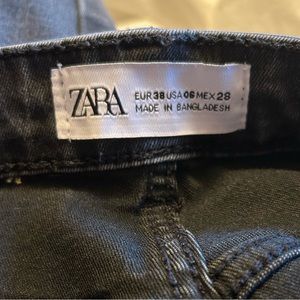 ZARA
EUR 38 USA 06 MEX 28
MADE IN BANGLADESH